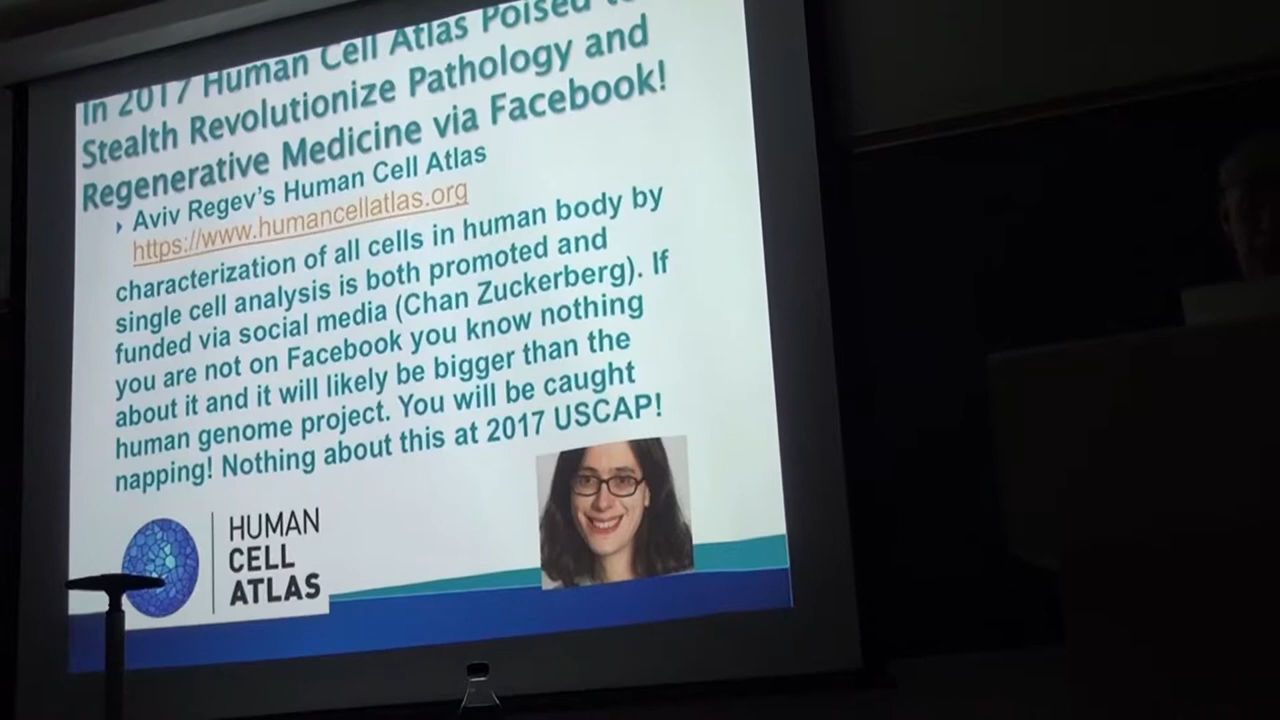 In 2017 Human Cell Atlas Poised to
Stealth Revolutionize Pathology and
Regenerative Medicine via Facebook!
Aviv Regev's Human Cell Atlas
https://www.humancellatlas.org
characterization of all cells in human body by
single cell analysis is both promoted and
funded via social media (Chan Zuckerberg). If
you are not on Facebook you know nothing
about it and it will likely be bigger than the
human genome project. You will be caught
napping! Nothing about this at 2017 USCAP!
HUMAN
CELL
ATLAS